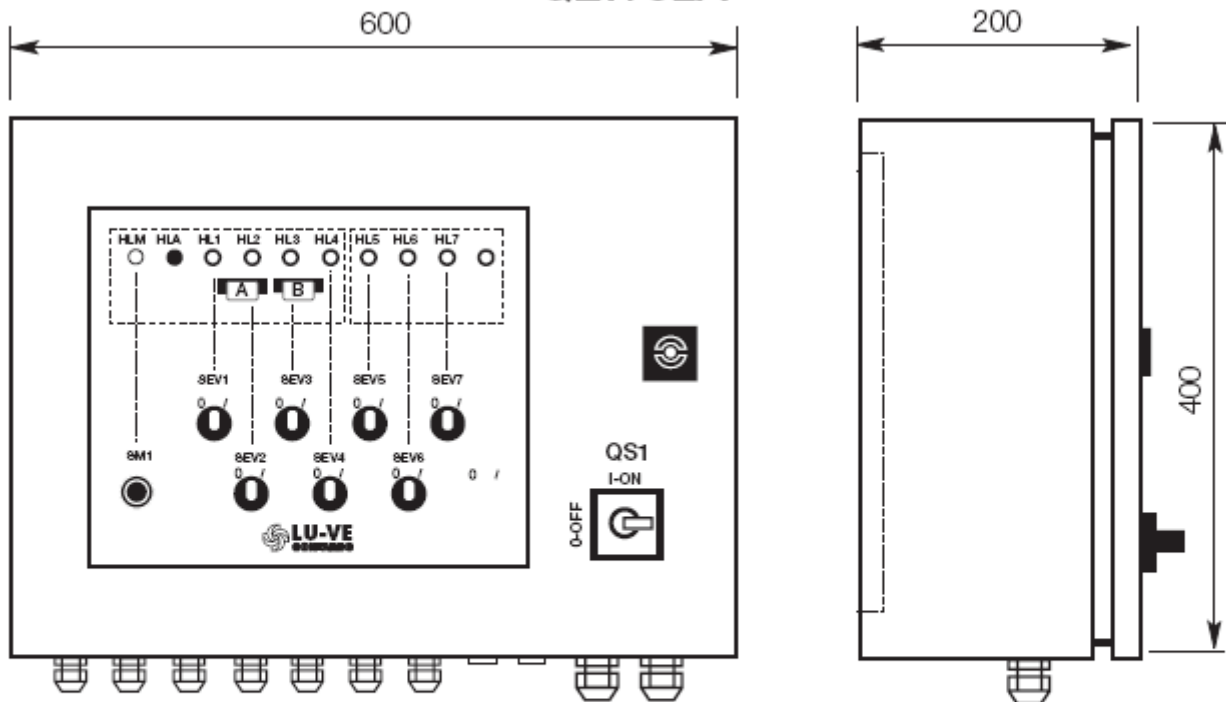 600
200
400
HLM HLA HL1 HL2 HL3 HL4 HL5 HL6 HL7
A B
SEV1 SEV3 SEV5 SEV7
0 / 0 / 0 / 0 /
SM1 SEV2 SEV4 SEV6
0 / 0 / 0 / 0 /
QS1
I-ON
0-OFF
LU-VE